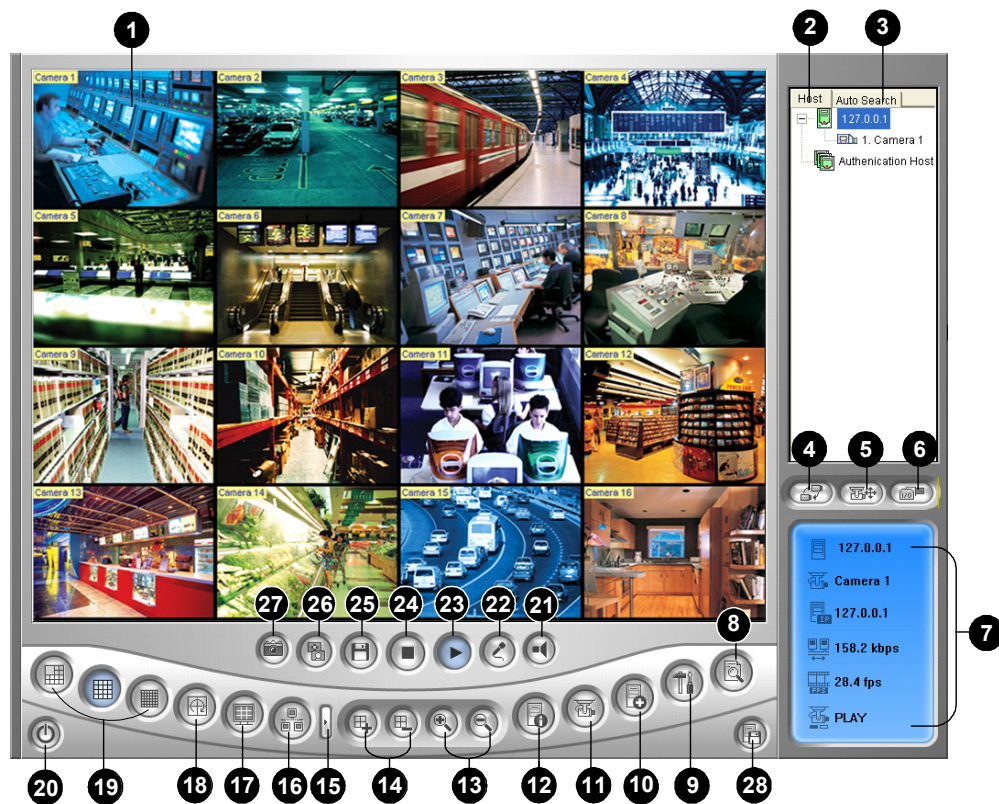 1
2
3
Camera 1
Camera 2
Camera 3
Camera 4
Host
Auto Search
127.0.0.1
1. Camera 1
Authenication Host
Camera 5
Camera 6
Camera 7
Camera 8
Camera 9
Camera 10
Camera 11
Camera 12
4
5
6
I/O
Camera 13
Camera 14
Camera 15
Camera 16
127.0.0.1
Camera 1
IP
127.0.0.1
158.2 kbps
FPS
28.4 fps
PLAY
7
27
26
25
24
23
22
21
8
20
19
18
17
16
15
14
13
12
11
10
9
28